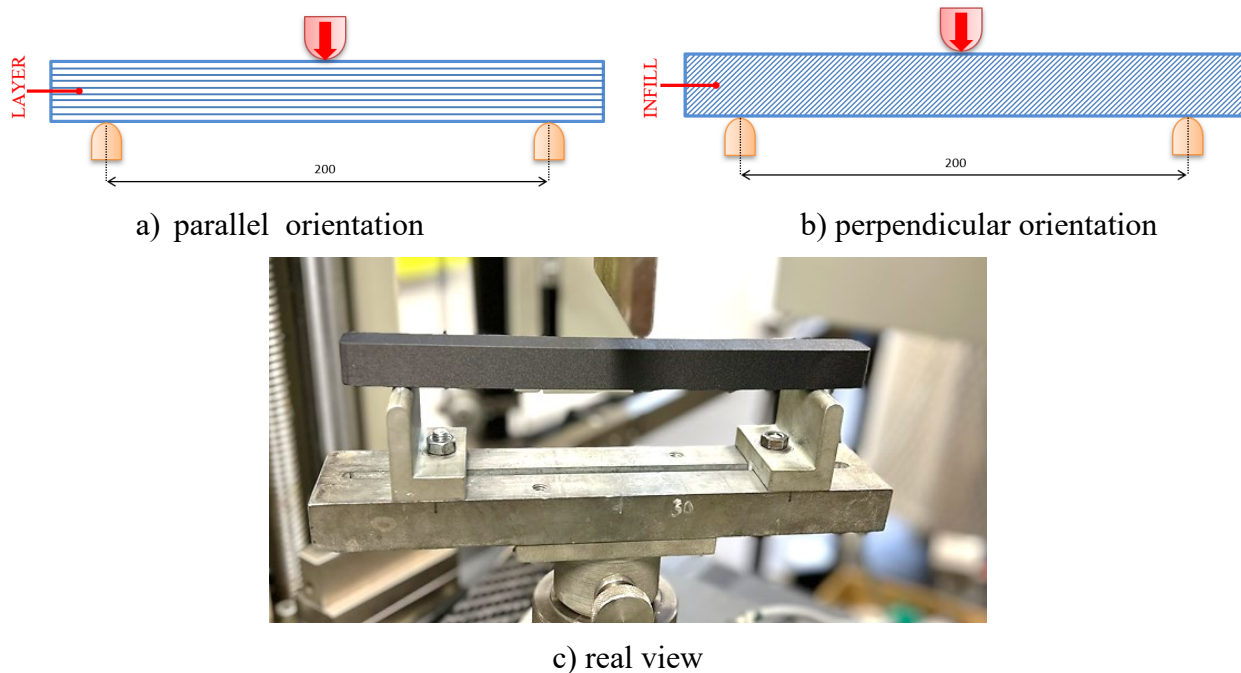 LAYER
200
a) parallel orientation
INFILL
200
b) perpendicular orientation
30
c) real view